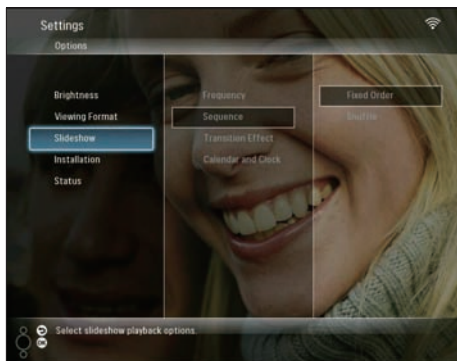 Settings
Options
Brightness
Viewing Format
Slideshow
Installation
Status
Frequency
Sequence
Transition Effect
Calendar and Clock
Fixed Order
Shuffle
Select slideshow playback options.
OK